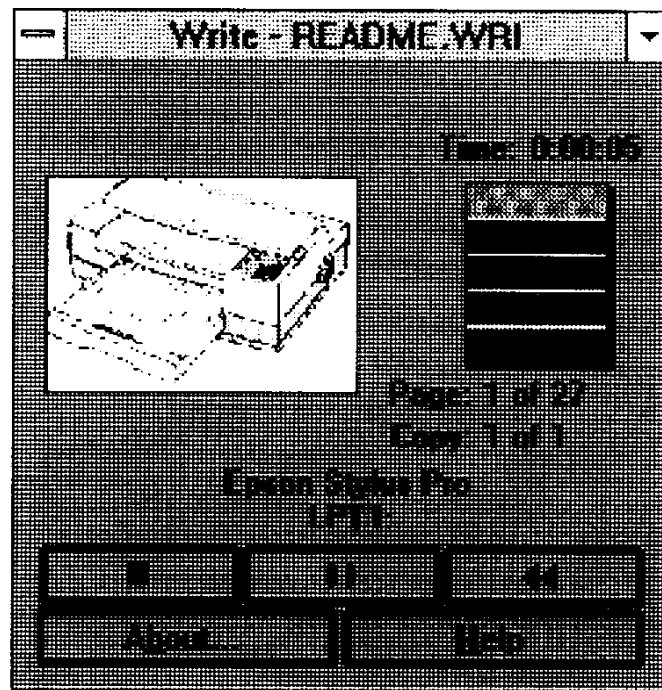 Write - README.WRI
Time: 0:00:05
Page: 1 of 22
Copy: 1 of 1
Epson Stylus Pro
LPT1:
About... Help